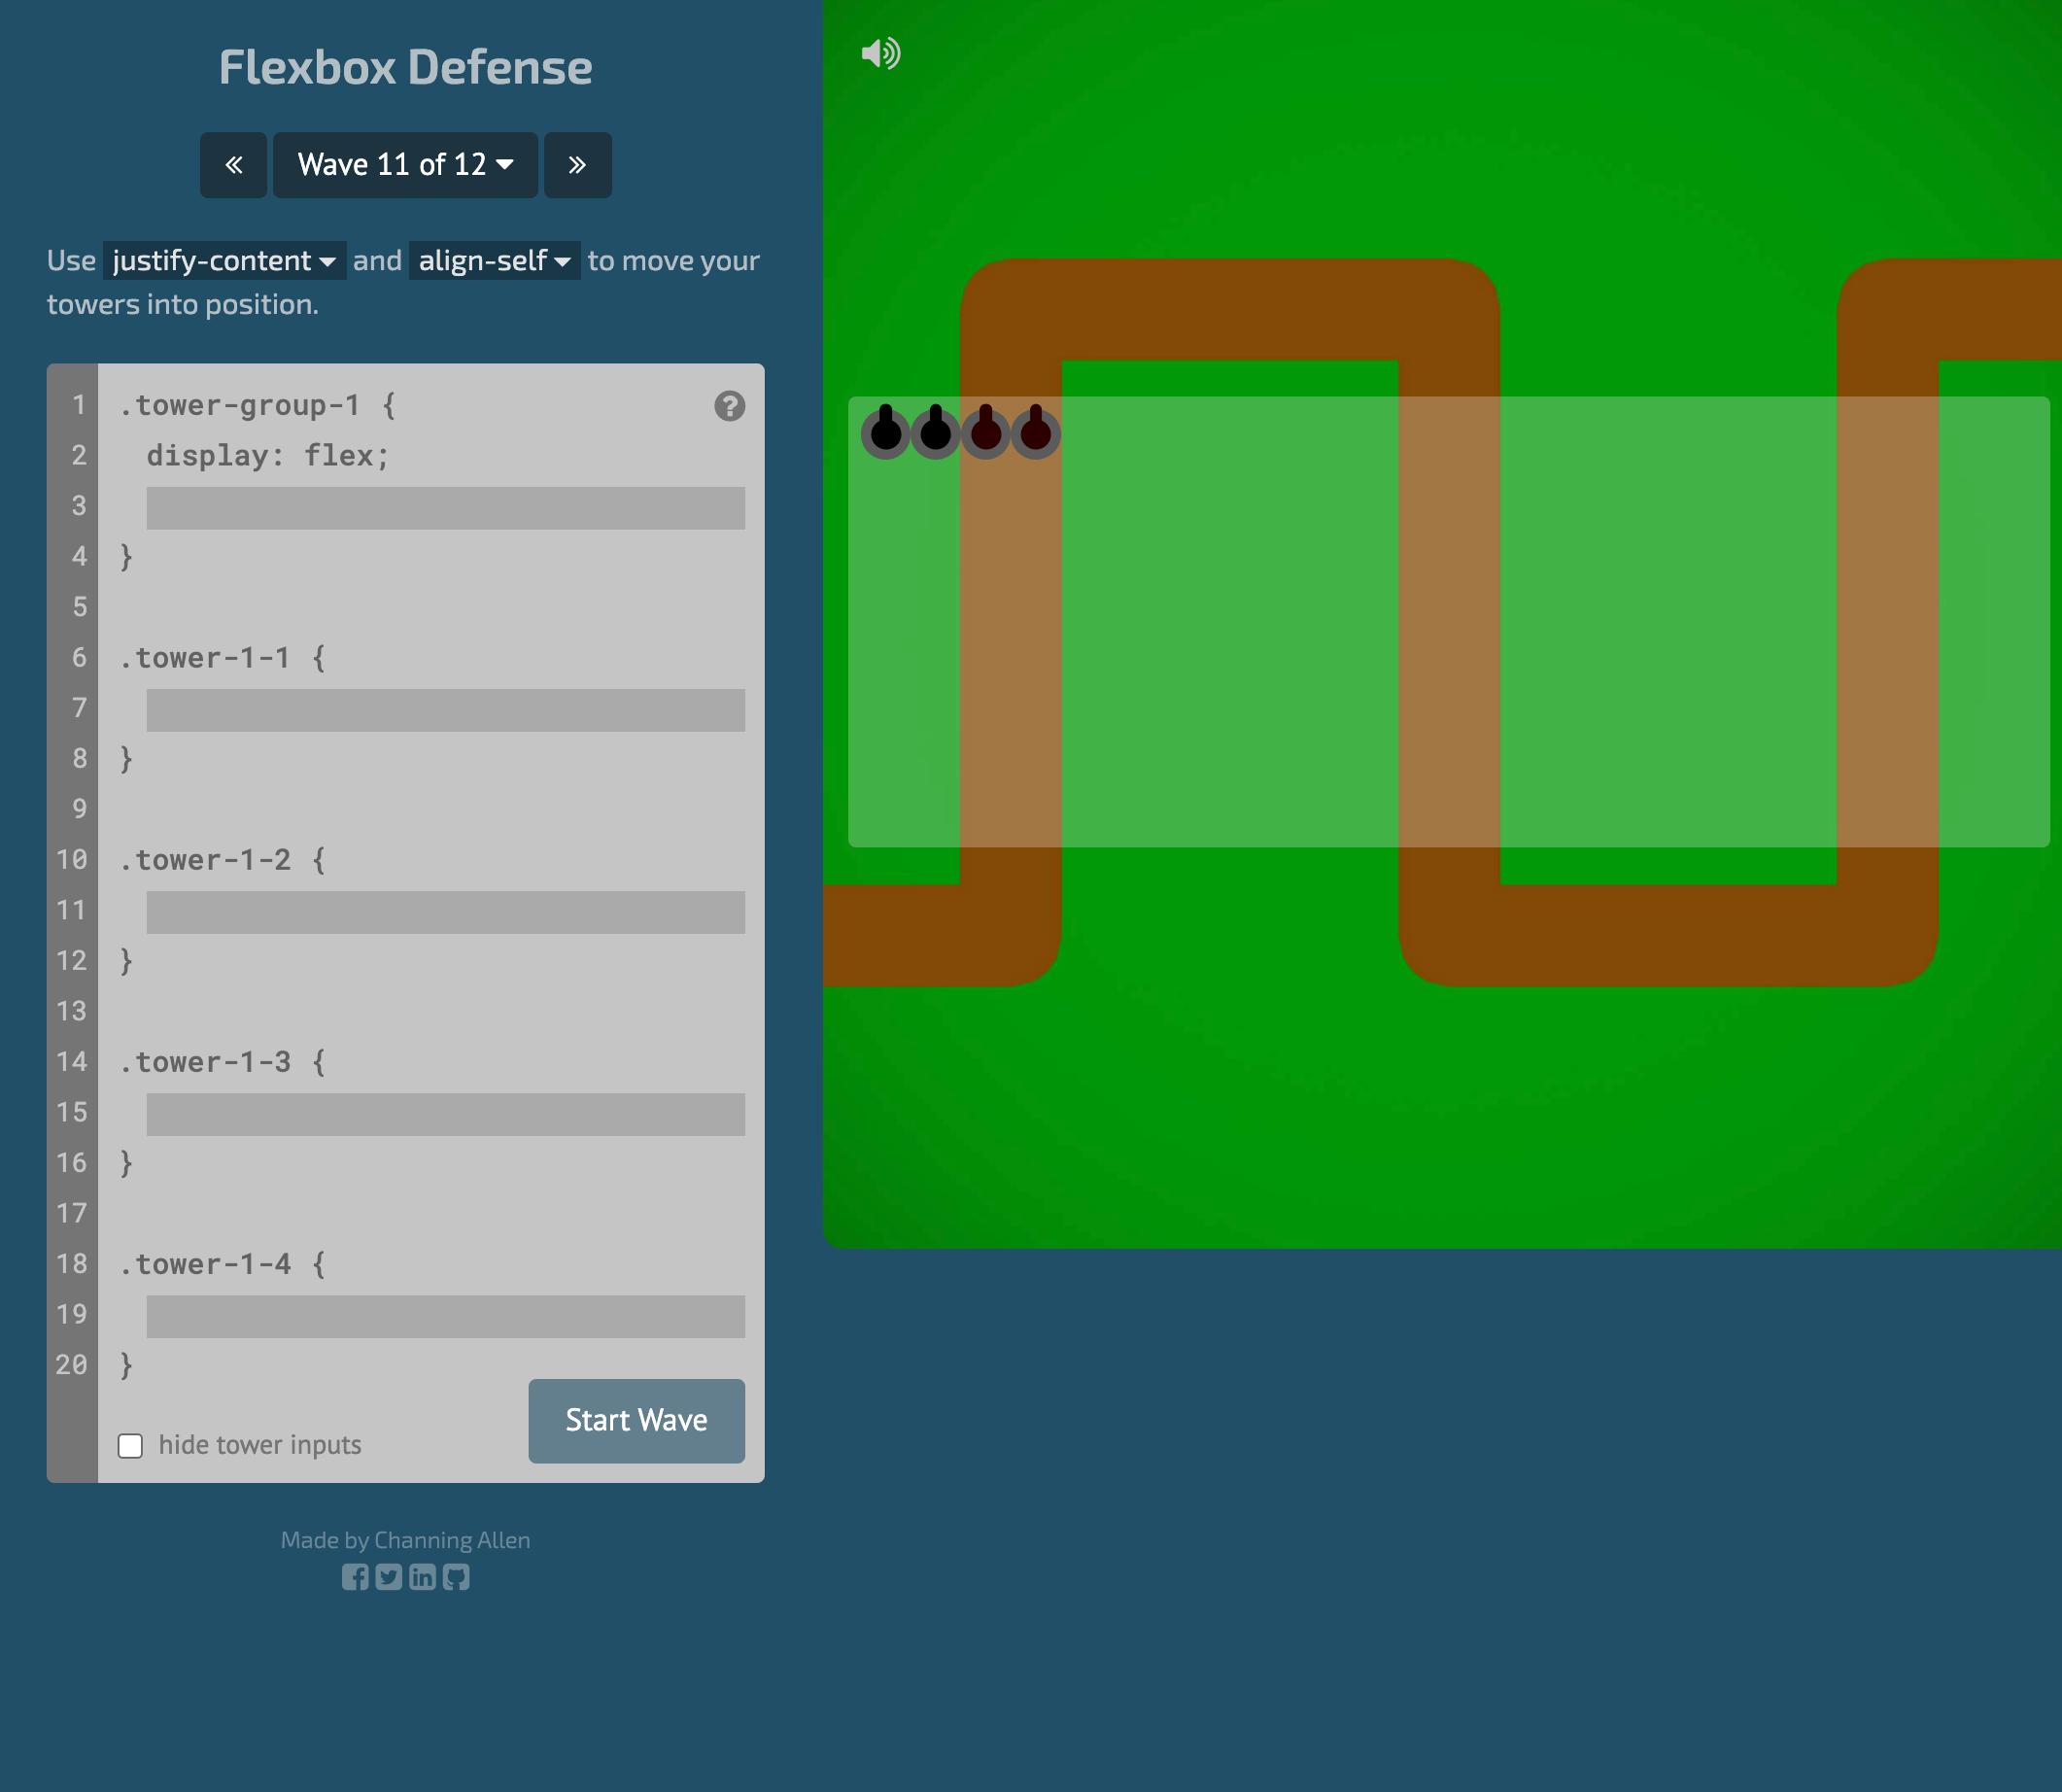 Flexbox Defense
« Wave 11 of 12 »
Use justify-content and align-self to move your
towers into position.
1 .tower-group-1 { ?
2 display: flex;
3
4 }
5
6 .tower-1-1 {
7
8 }
9
10 .tower-1-2 {
11
12 }
13
14 .tower-1-3 {
15
16 }
17
18 .tower-1-4 {
19
20 }
hide tower inputs Start Wave
Made by Channing Allen